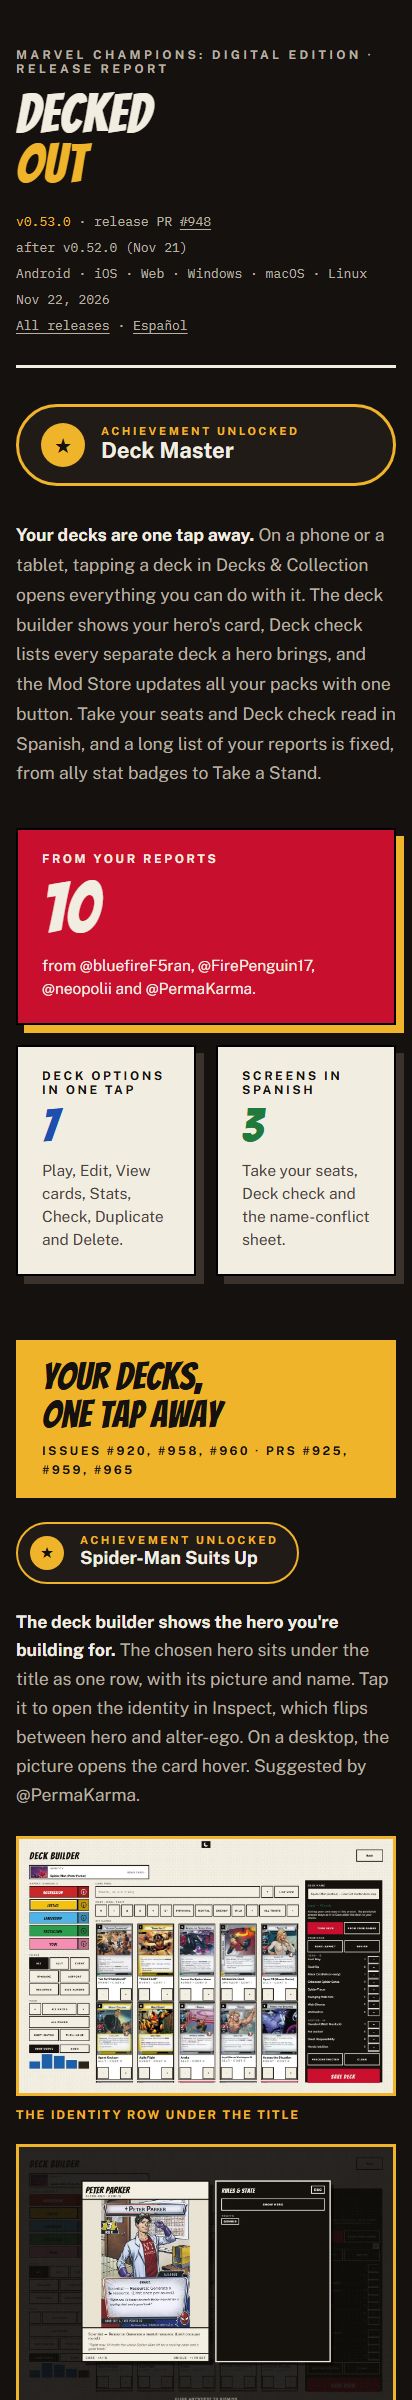 MARVEL CHAMPIONS: DIGITAL EDITION ·
RELEASE REPORT
DECKED
OUT
v0.53.0 · release PR #948
after v0.52.0 (Nov 21)
Android · iOS · Web · Windows · macOS · Linux
Nov 22, 2026
All releases · Español
ACHIEVEMENT UNLOCKED
Deck Master
Your decks are one tap away. On a phone or a
tablet, tapping a deck in Decks & Collection
opens everything you can do with it. The deck
builder shows your hero's card, Deck check
lists every separate deck a hero brings, and
the Mod Store updates all your packs with one
button. Take your seats and Deck check read in
Spanish, and a long list of your reports is fixed,
from ally stat badges to Take a Stand.
FROM YOUR REPORTS
10
from @bluefireF5ran, @FirePenguin17,
@neopolii and @PermaKarma.
DECK OPTIONS
IN ONE TAP
7
Play, Edit, View
cards, Stats,
Check, Duplicate
and Delete.
SCREENS IN
SPANISH
3
Take your seats,
Deck check and
the name-conflict
sheet.
YOUR DECKS,
ONE TAP AWAY
ISSUES #920, #958, #960 · PRS #925,
#959, #965
ACHIEVEMENT UNLOCKED
Spider-Man Suits Up
The deck builder shows the hero you're
building for. The chosen hero sits under the
title as one row, with its picture and name. Tap
it to open the identity in Inspect, which flips
between hero and alter-ego. On a desktop, the
picture opens the card hover. Suggested by
@PermaKarma.
DECK BUILDER
AGGRESSION
JUSTICE
LEADERSHIP
PROTECTION
POOL
SAVE DECK
THE IDENTITY ROW UNDER THE TITLE
DECK BUILDER
PETER PARKER
PETER PARKER
RULES & STATE
ESC